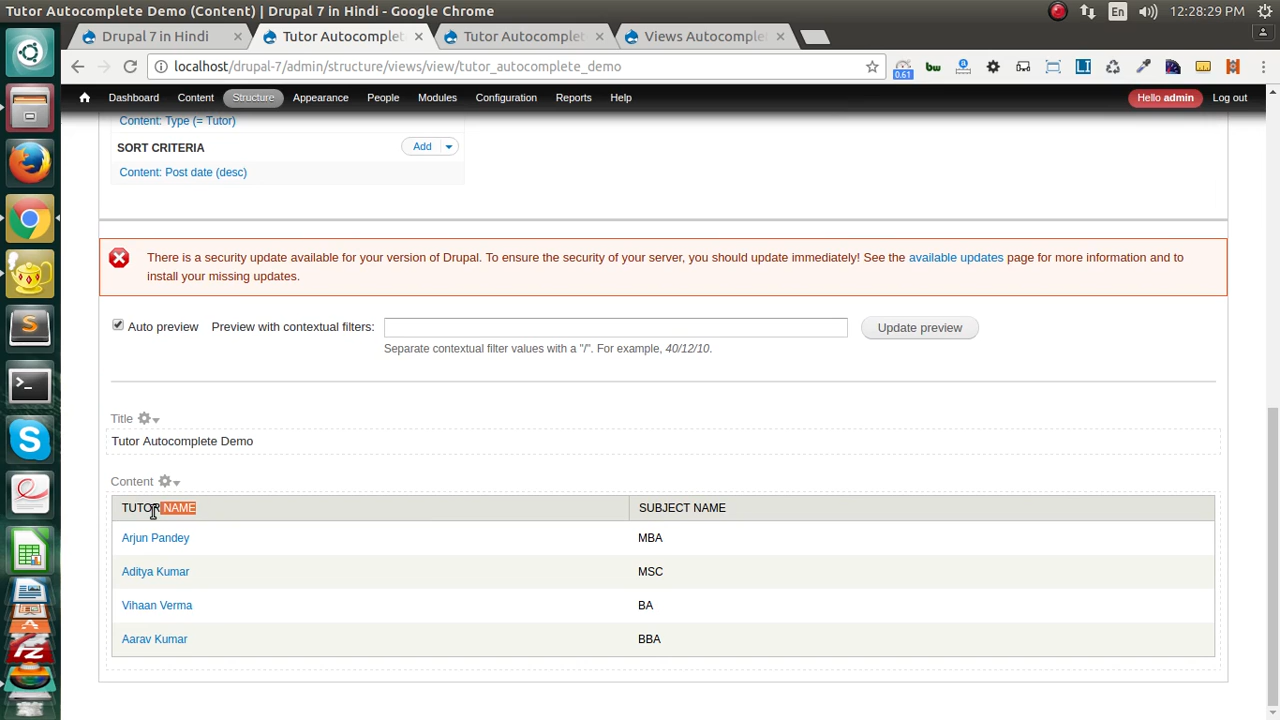 Tutor Autocomplete Demo (Content) | Drupal 7 in Hindi - Google Chrome
En
12:28:29 PM
Drupal 7 in Hindi
Tutor Autocomplet
Tutor Autocomplet
Views Autocomple
localhost/drupal-7/admin/structure/views/view/tutor_autocomplete_demo
0.61
bw
LI
Dashboard
Content
Structure
Appearance
People
Modules
Configuration
Reports
Help
Hello admin
Log out
Content: Type (= Tutor)
SORT CRITERIA
Add
Content: Post date (desc)
There is a security update available for your version of Drupal. To ensure the security of your server, you should update immediately! See the available updates page for more information and to
install your missing updates.
Auto preview
Preview with contextual filters:
Update preview
Separate contextual filter values with a "/". For example, 40/12/10.
Title
Tutor Autocomplete Demo
Content
TUTOR NAME
SUBJECT NAME
Arjun Pandey
MBA
Aditya Kumar
MSC
Vihaan Verma
BA
Aarav Kumar
BBA